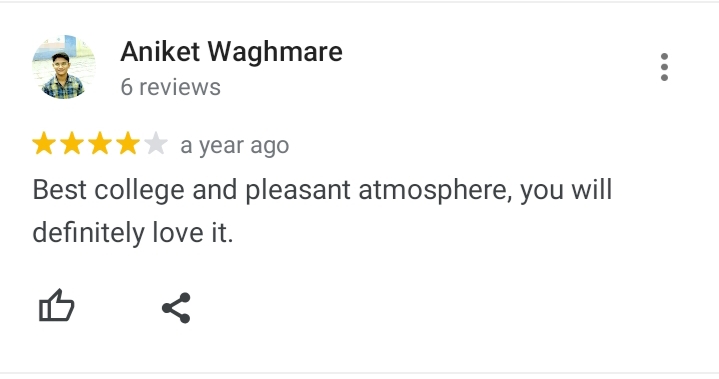 Aniket Waghmare
6 reviews
a year ago
Best college and pleasant atmosphere, you will
definitely love it.